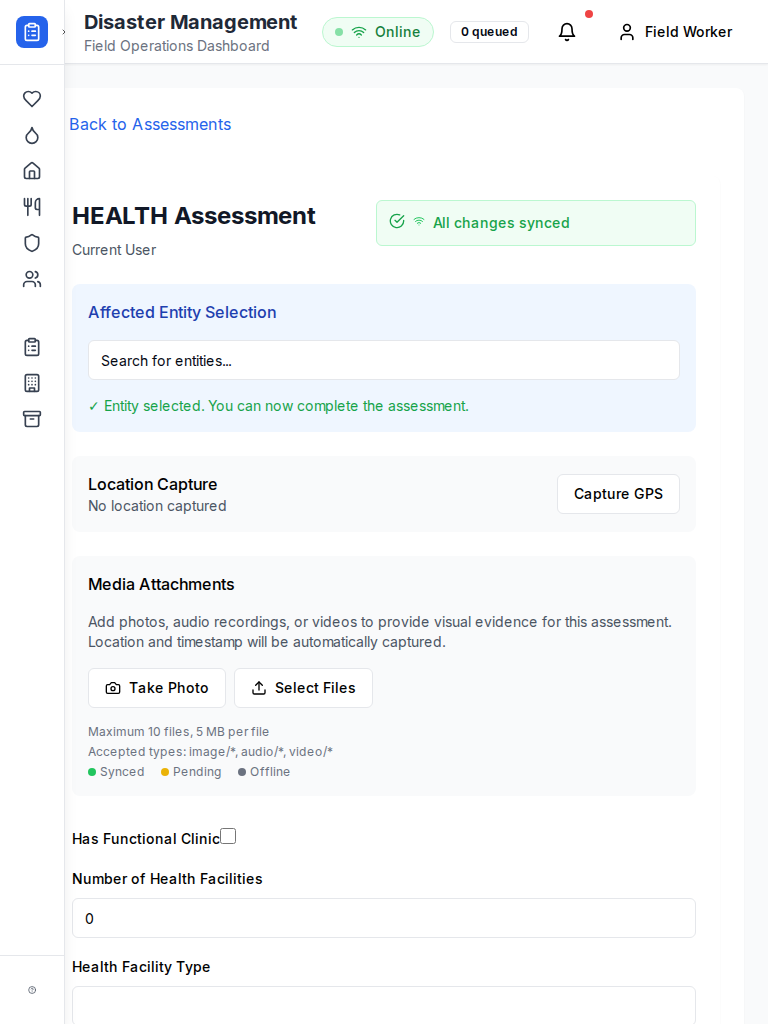 Disaster Management
Field Operations Dashboard
Online
0 queued
Field Worker
Back to Assessments
HEALTH Assessment
Current User
All changes synced
Affected Entity Selection
Search for entities...
✓ Entity selected. You can now complete the assessment.
Location Capture
No location captured
Capture GPS
Media Attachments
Add photos, audio recordings, or videos to provide visual evidence for this assessment.
Location and timestamp will be automatically captured.
Take Photo
Select Files
Maximum 10 files, 5 MB per file
Accepted types: image/*, audio/*, video/*
Synced
Pending
Offline
Has Functional Clinic
Number of Health Facilities
0
Health Facility Type